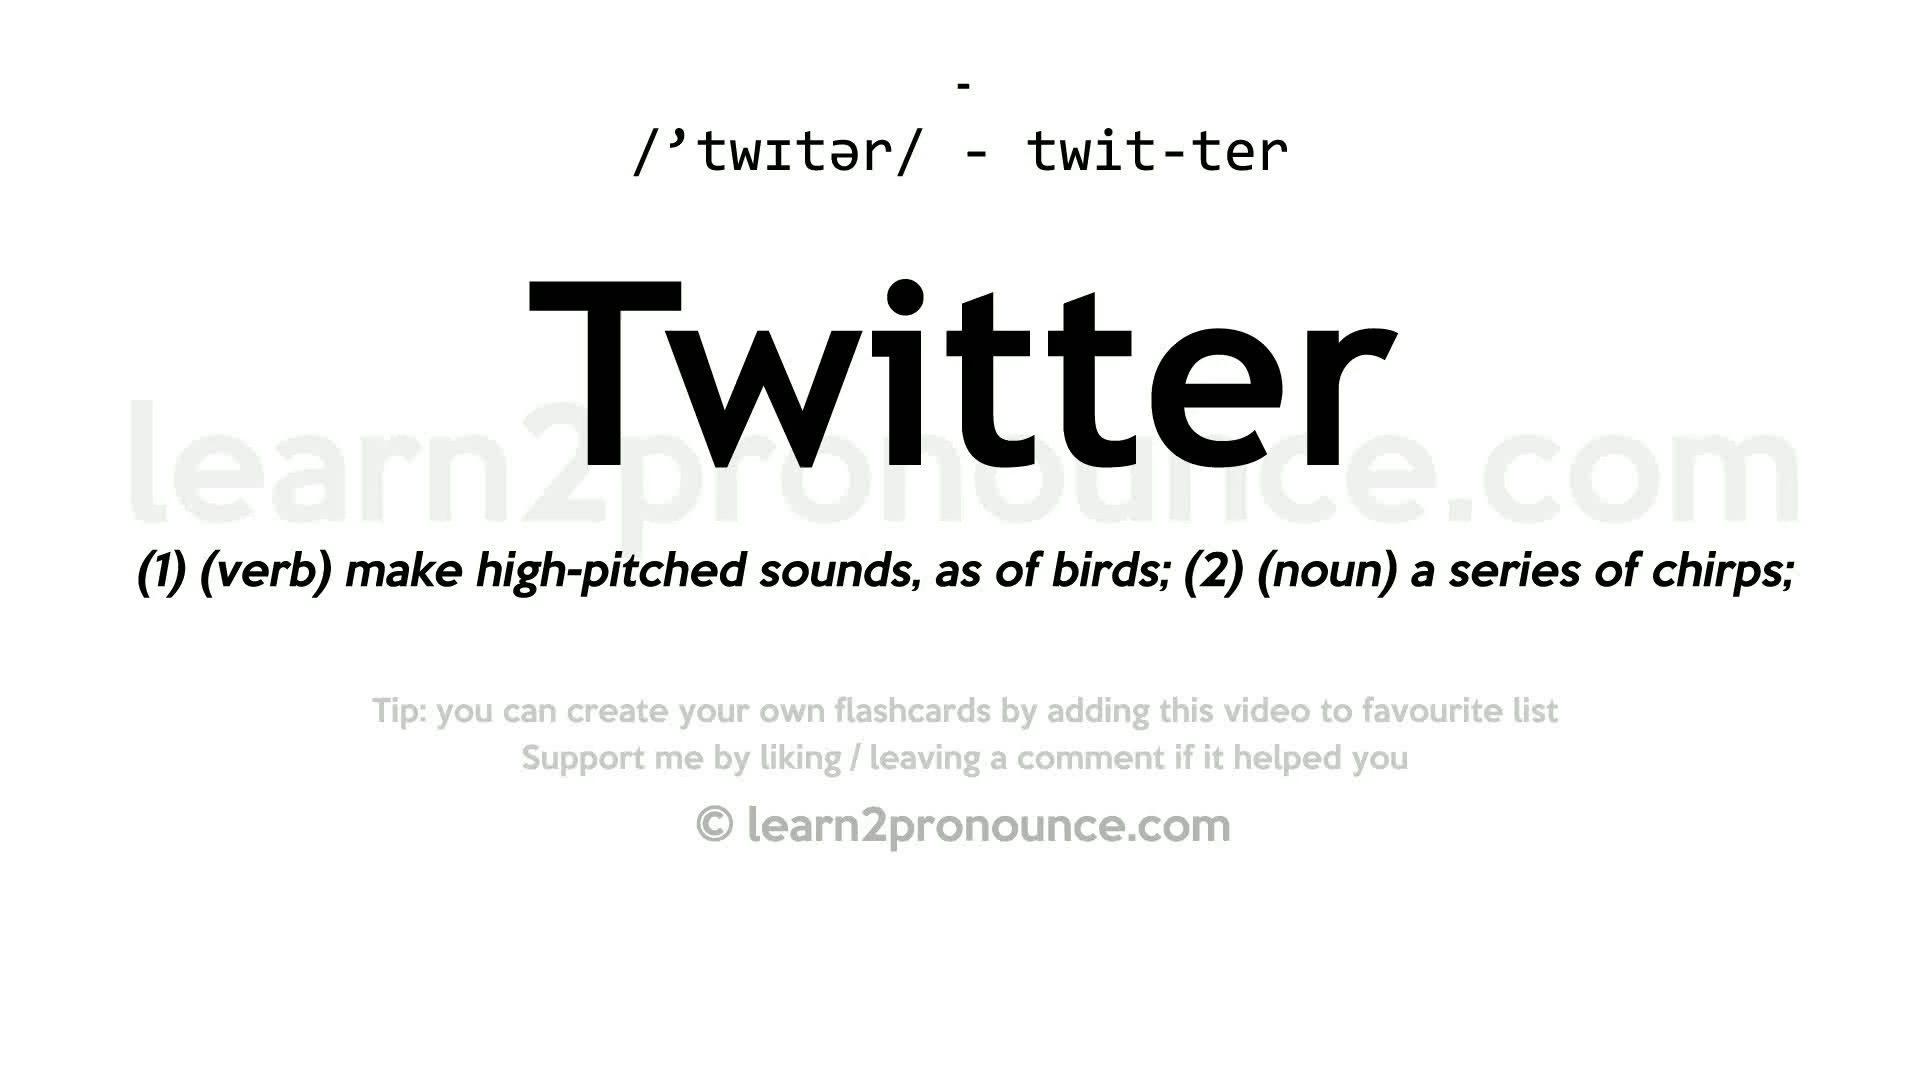 -
/’twɪtər/ - twit-ter
Twitter
learn2pronounce.com
(1) (verb) make high-pitched sounds, as of birds; (2) (noun) a series of chirps;
Tip: you can create your own flashcards by adding this video to favourite list
Support me by liking / leaving a comment if it helped you
© learn2pronounce.com